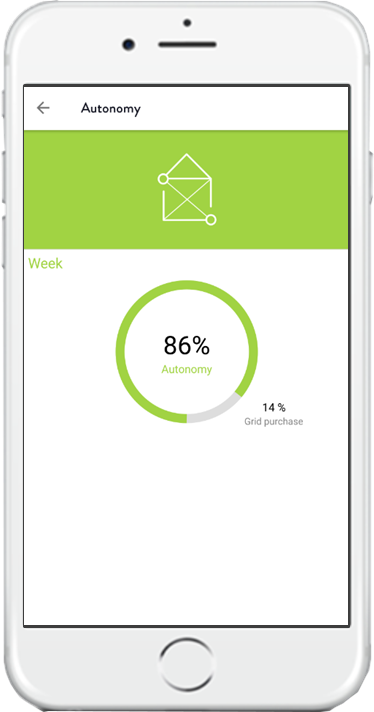 Autonomy
Week
86%
Autonomy
14 %
Grid purchase